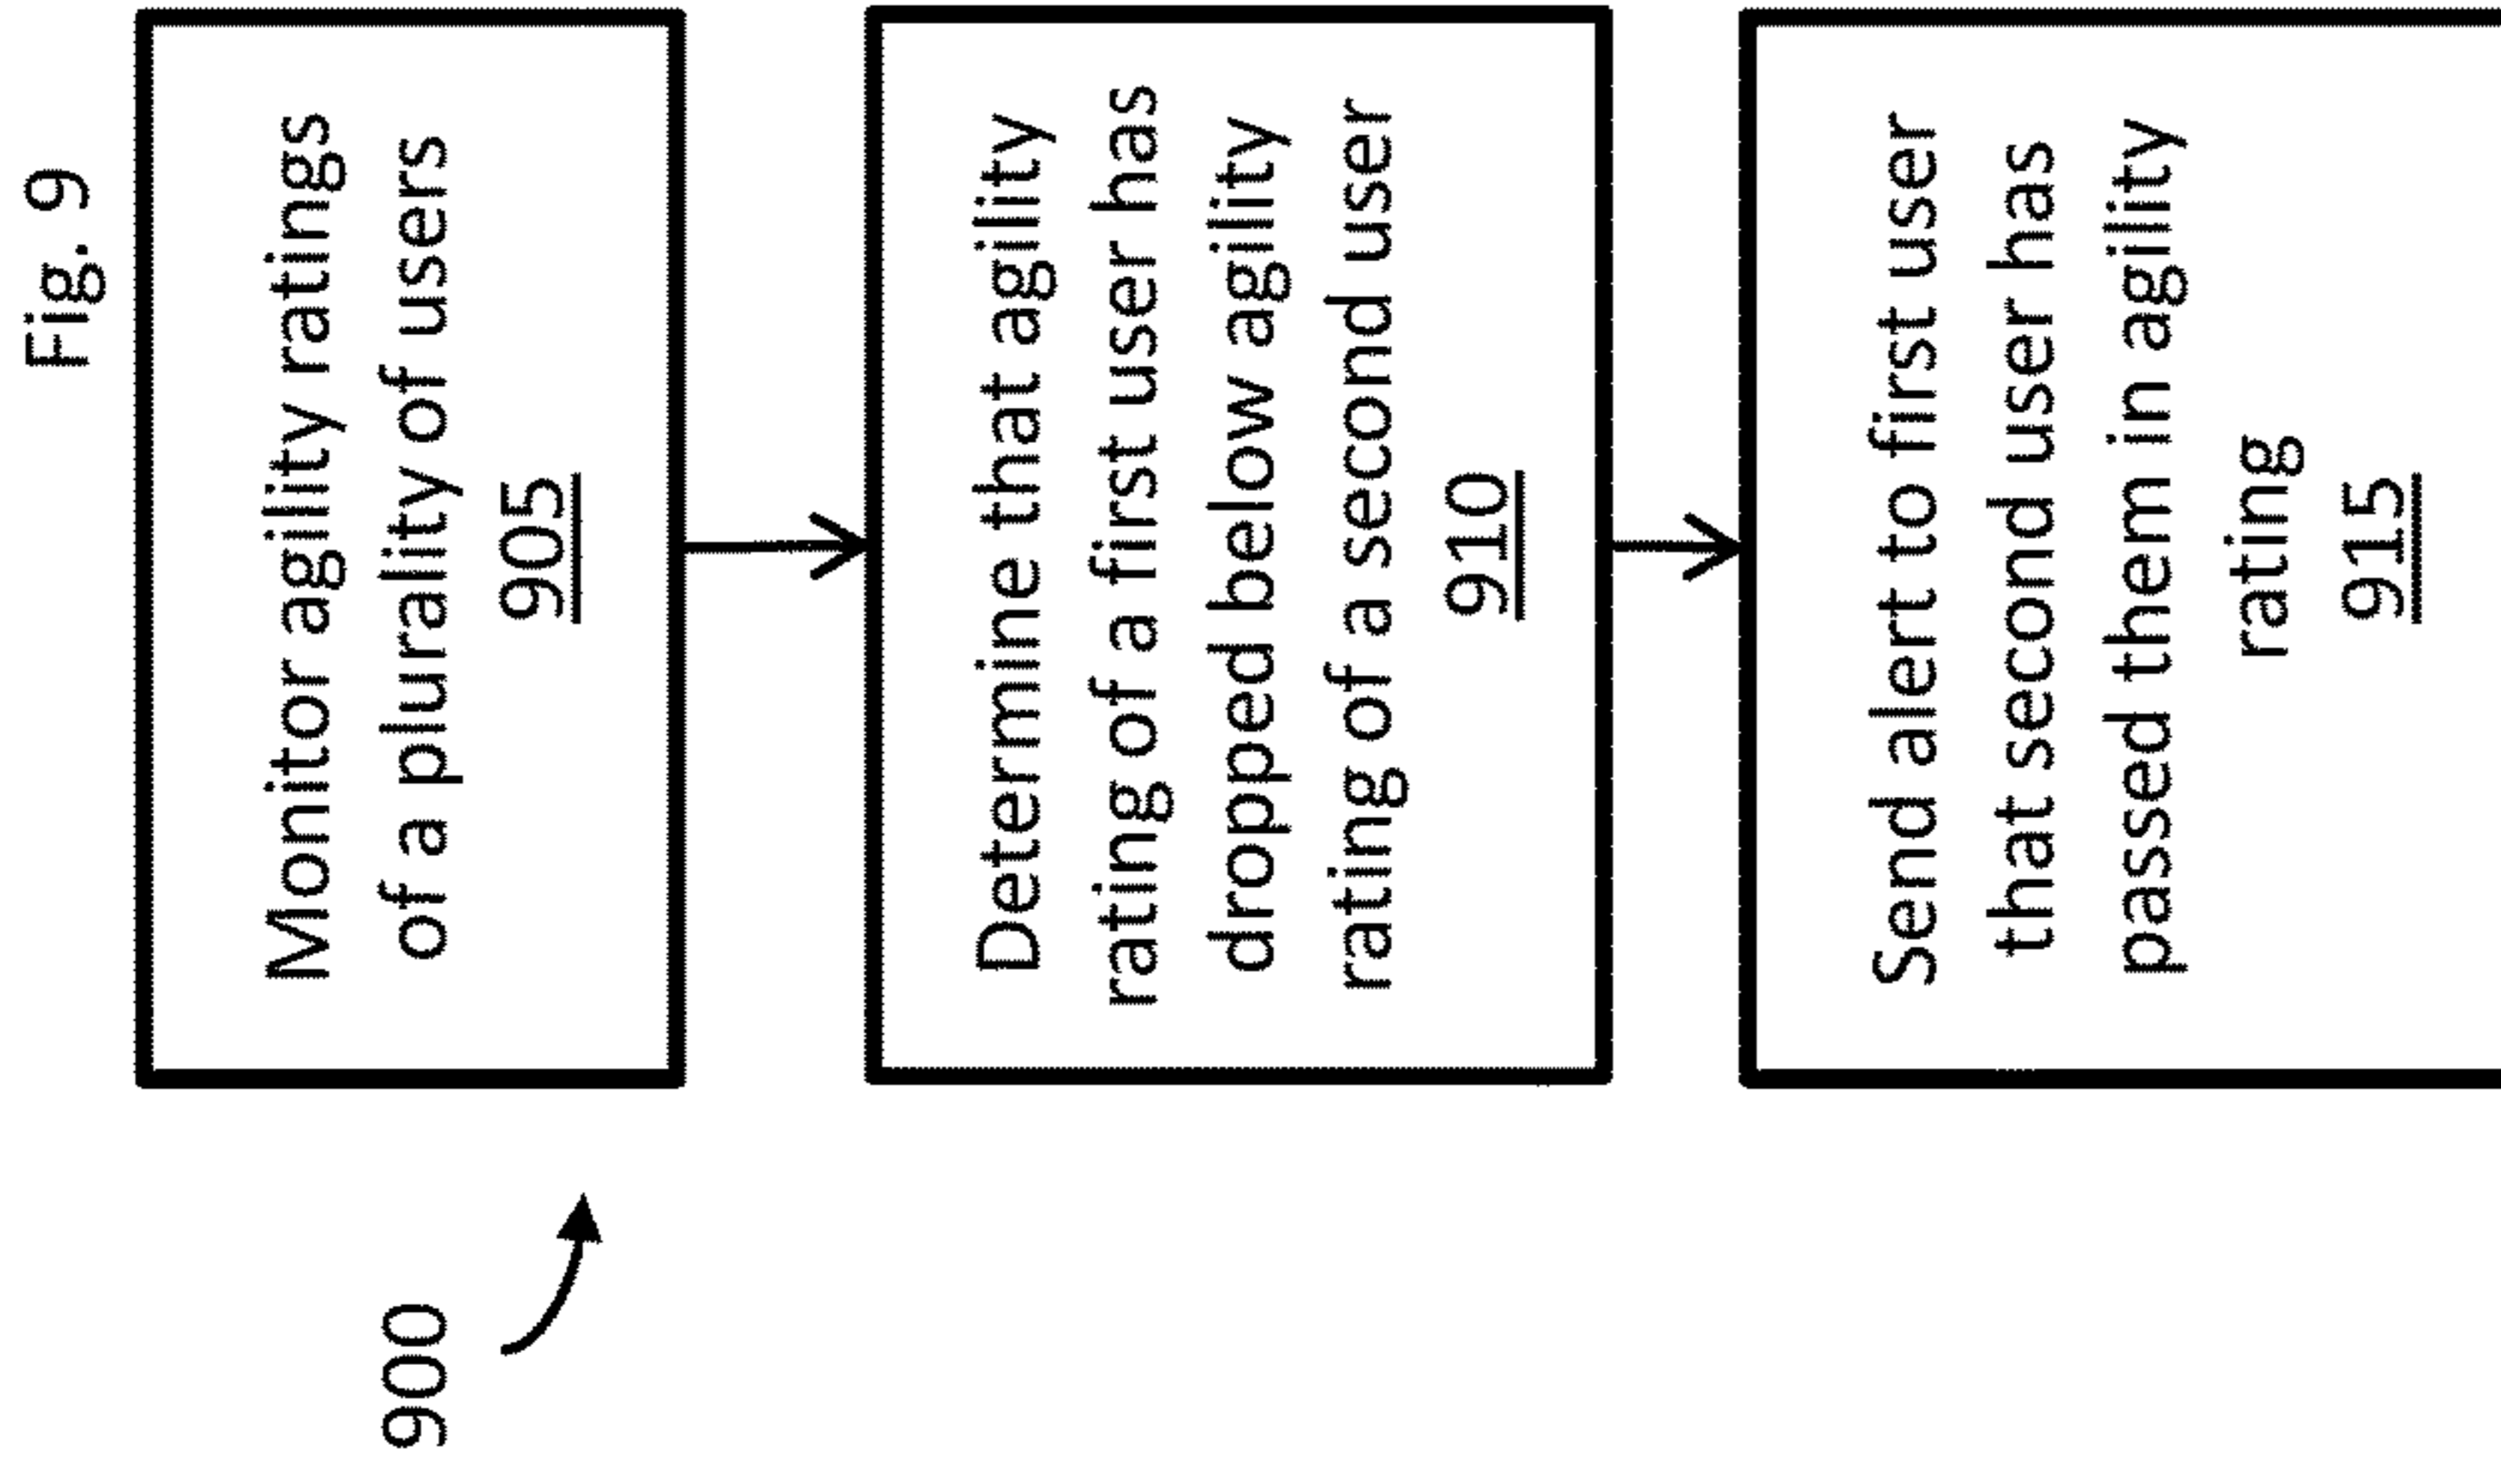 Fig. 9
900
Monitor agility ratings
of a plurality of users
905
Determine that agility
rating of a first user has
dropped below agility
rating of a second user
910
Send alert to first user
that second user has
passed them in agility
rating
915